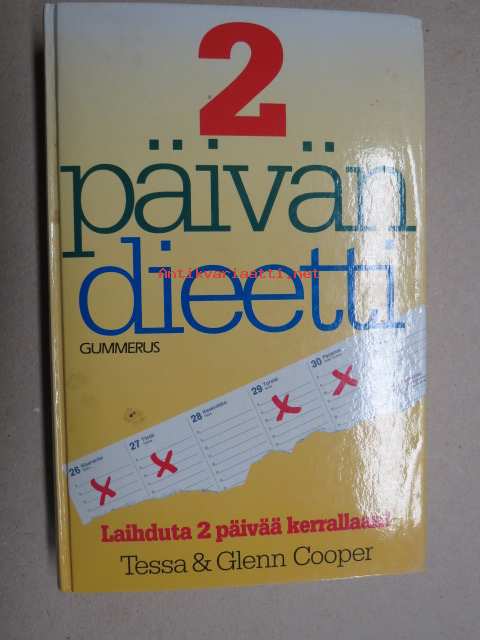 2
päivän
dieetti
Antikvariaatti.net
GUMMERUS
26
27
28
29
30
Laihduta 2 päivää kerrallaan!
Tessa & Glenn Cooper